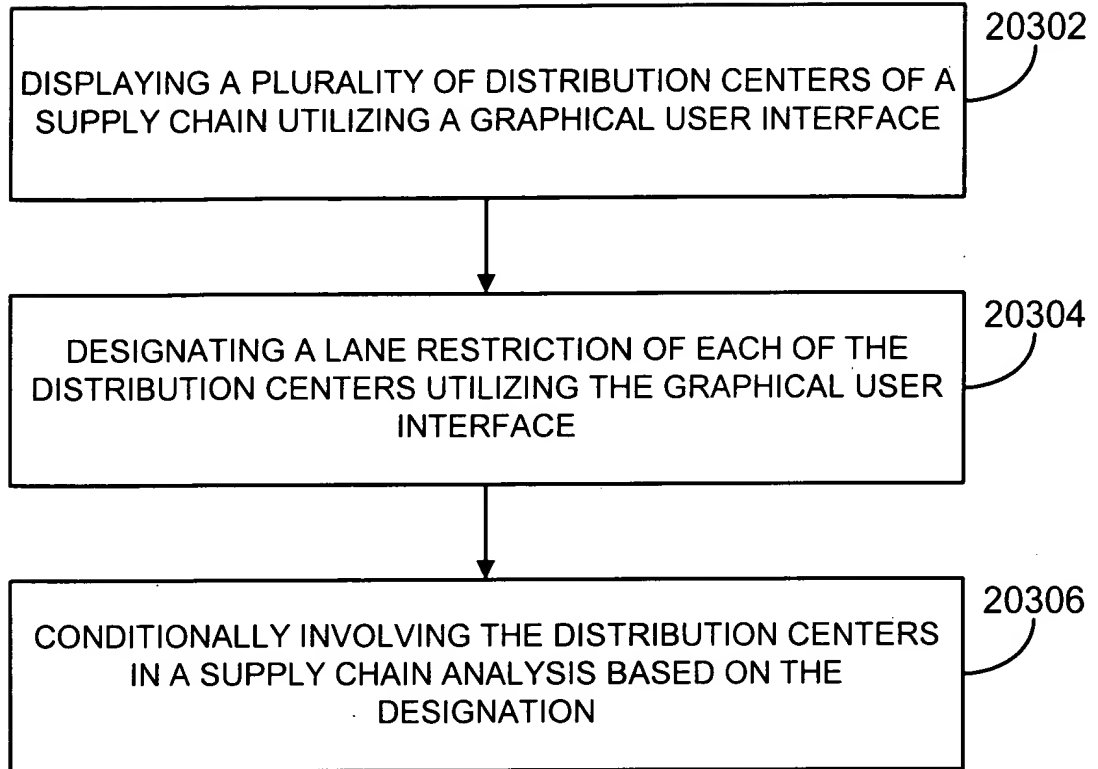 20302
DISPLAYING A PLURALITY OF DISTRIBUTION CENTERS OF A
SUPPLY CHAIN UTILIZING A GRAPHICAL USER INTERFACE
20304
DESIGNATING A LANE RESTRICTION OF EACH OF THE
DISTRIBUTION CENTERS UTILIZING THE GRAPHICAL USER
INTERFACE
20306
CONDITIONALLY INVOLVING THE DISTRIBUTION CENTERS
IN A SUPPLY CHAIN ANALYSIS BASED ON THE
DESIGNATION